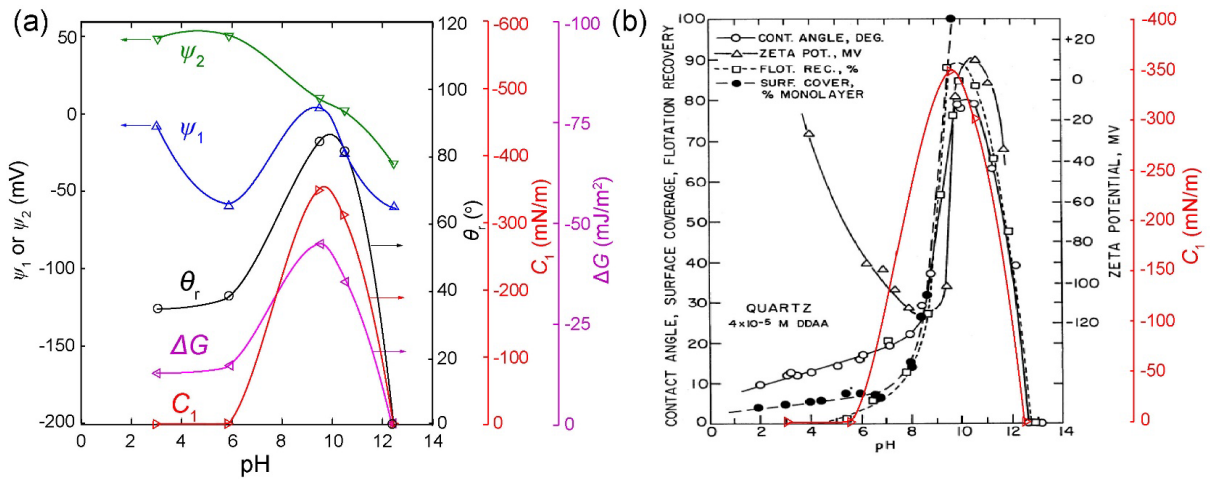 (a)
50
0
-50
-100
-150
-200
ψ1 or ψ2 (mV)
ψ2
ψ1
θr
ΔG
C1
0 2 4 6 8 10 12 14
pH
120
100
80
60
40
20
0
θr (°)
-600
-500
-400
-300
-200
-100
0
C1 (mN/m)
-100
-75
-50
-25
0
ΔG (mJ/m2)
(b)
100
90
80
70
60
50
40
30
20
10
0
CONTACT ANGLE, SURFACE COVERAGE, FLOTATION RECOVERY
CONT. ANGLE, DEG.
ZETA POT., MV
FLOT. REC., %
SURF. COVER,
% MONOLAYER
QUARTZ
4×10-5 M DDAA
0 2 4 6 8 10 12 14
pH
+20
0
-20
-40
-60
-80
-100
-120
ZETA POTENTIAL, MV
-400
-350
-300
-250
-200
-150
-100
-50
0
C1 (mN/m)